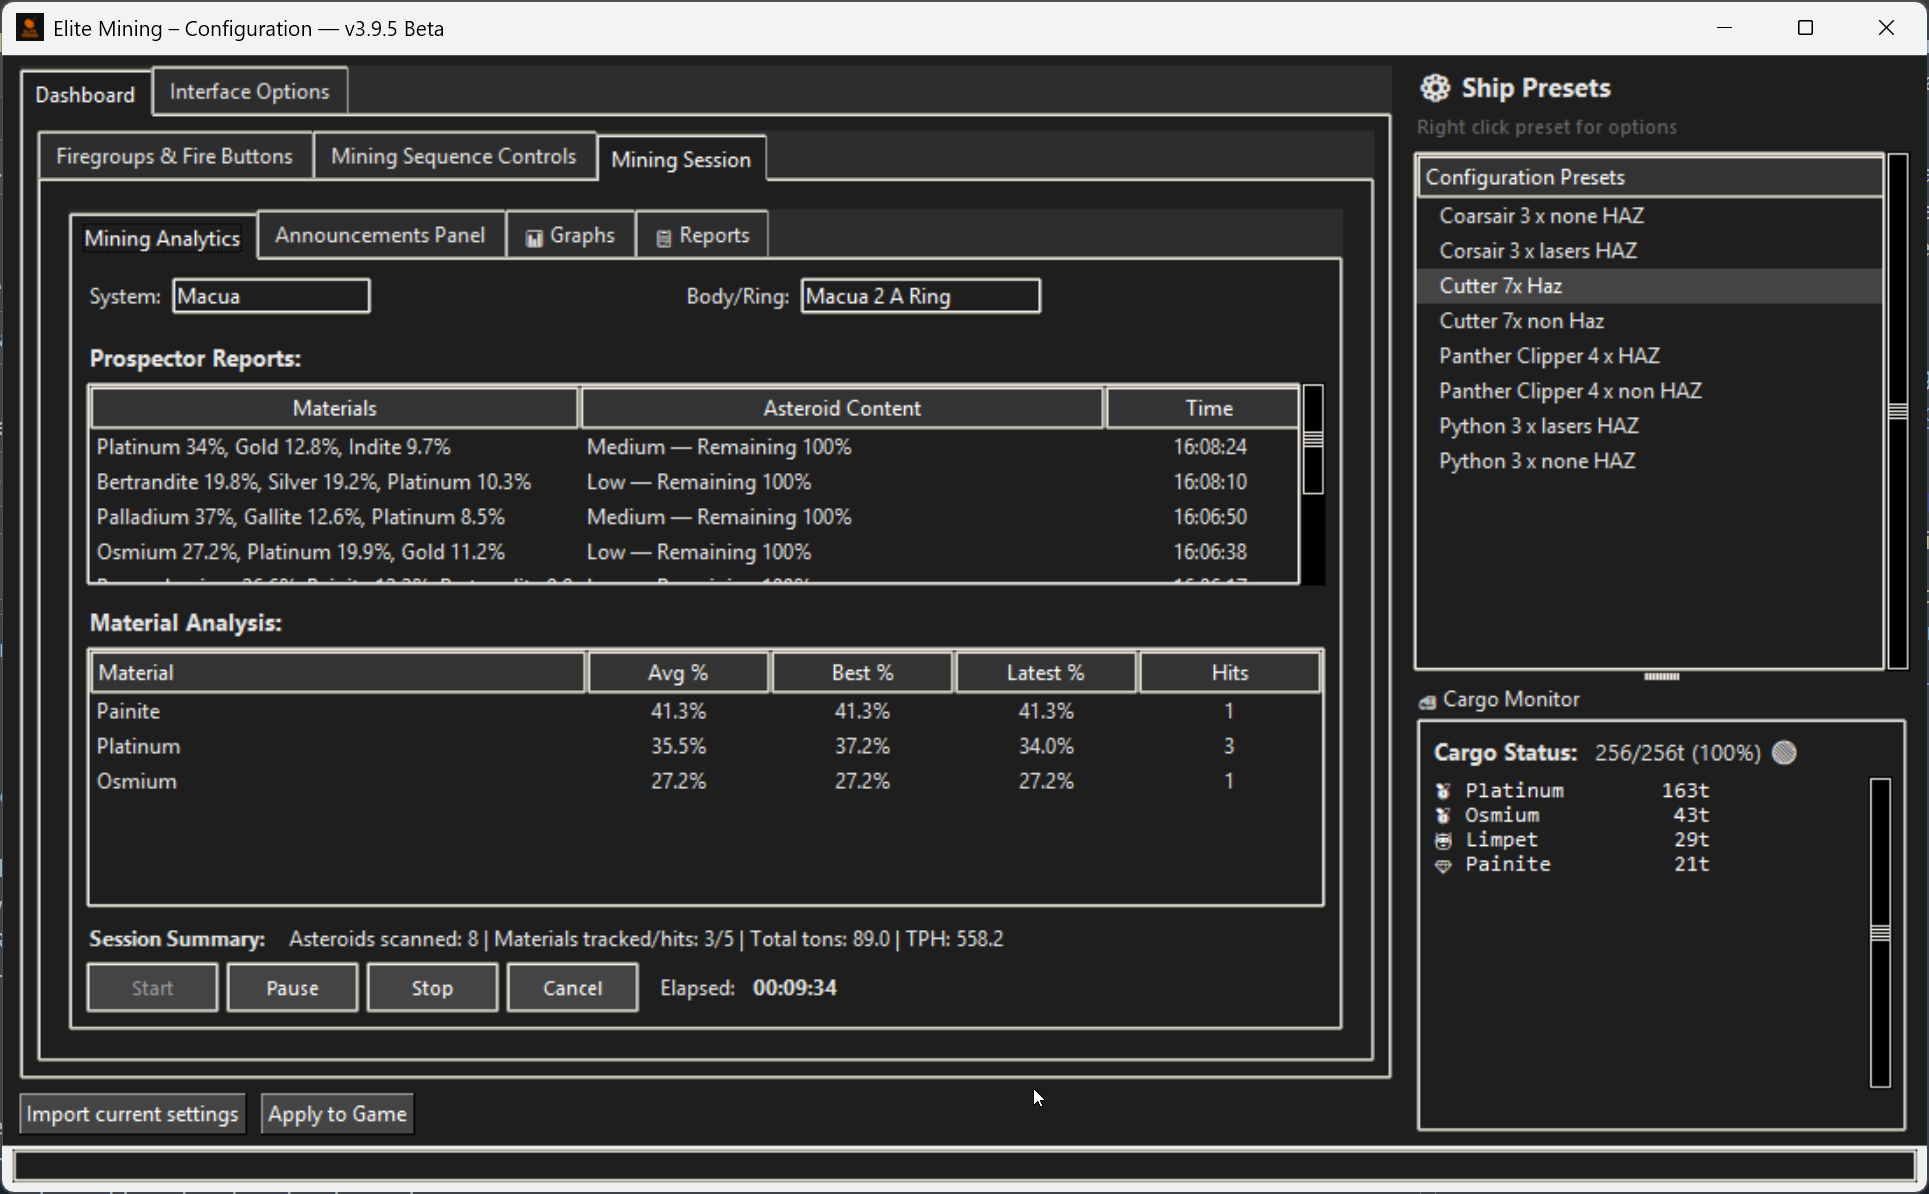 Elite Mining – Configuration — v3.9.5 Beta
Dashboard
Interface Options
Firegroups & Fire Buttons
Mining Sequence Controls
Mining Session
Mining Analytics
Announcements Panel
Graphs
Reports
System: Macua
Body/Ring: Macua 2 A Ring
Prospector Reports:
Materials Asteroid Content Time
Platinum 34%, Gold 12.8%, Indite 9.7% Medium — Remaining 100% 16:08:24
Bertrandite 19.8%, Silver 19.2%, Platinum 10.3% Low — Remaining 100% 16:08:10
Palladium 37%, Gallite 12.6%, Platinum 8.5% Medium — Remaining 100% 16:06:50
Osmium 27.2%, Platinum 19.9%, Gold 11.2% Low — Remaining 100% 16:06:38
Material Analysis:
Material Avg % Best % Latest % Hits
Painite 41.3% 41.3% 41.3% 1
Platinum 35.5% 37.2% 34.0% 3
Osmium 27.2% 27.2% 27.2% 1
Session Summary: Asteroids scanned: 8 | Materials tracked/hits: 3/5 | Total tons: 89.0 | TPH: 558.2
Start Pause Stop Cancel Elapsed: 00:09:34
Import current settings Apply to Game
Ship Presets
Right click preset for options
Configuration Presets
Coarsair 3 x none HAZ
Corsair 3 x lasers HAZ
Cutter 7x Haz
Cutter 7x non Haz
Panther Clipper 4 x HAZ
Panther Clipper 4 x non HAZ
Python 3 x lasers HAZ
Python 3 x none HAZ
Cargo Monitor
Cargo Status: 256/256t (100%)
Platinum 163t
Osmium 43t
Limpet 29t
Painite 21t